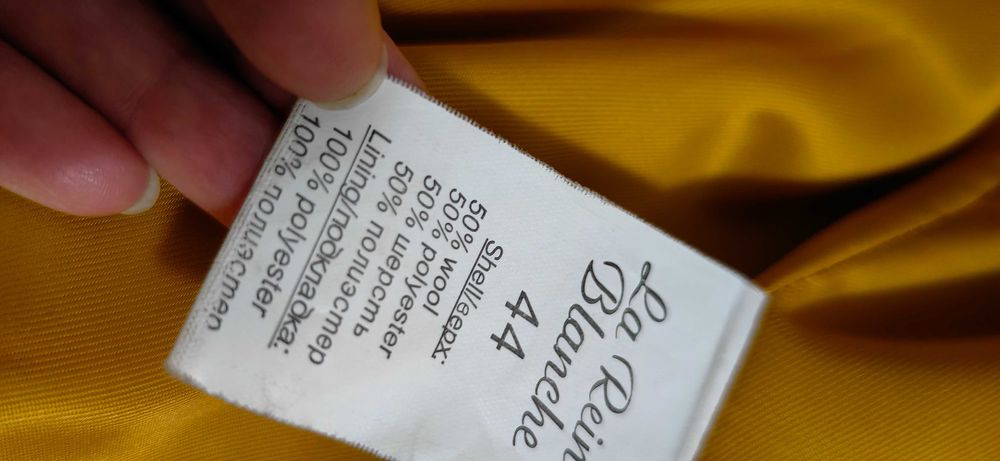 La Rein
Blanche
44
Shell/верх:
50% wool
50% polyester
50% шерсть
50% полиэстер
Lining/подкладка:
100% polyester
100% полиэстер